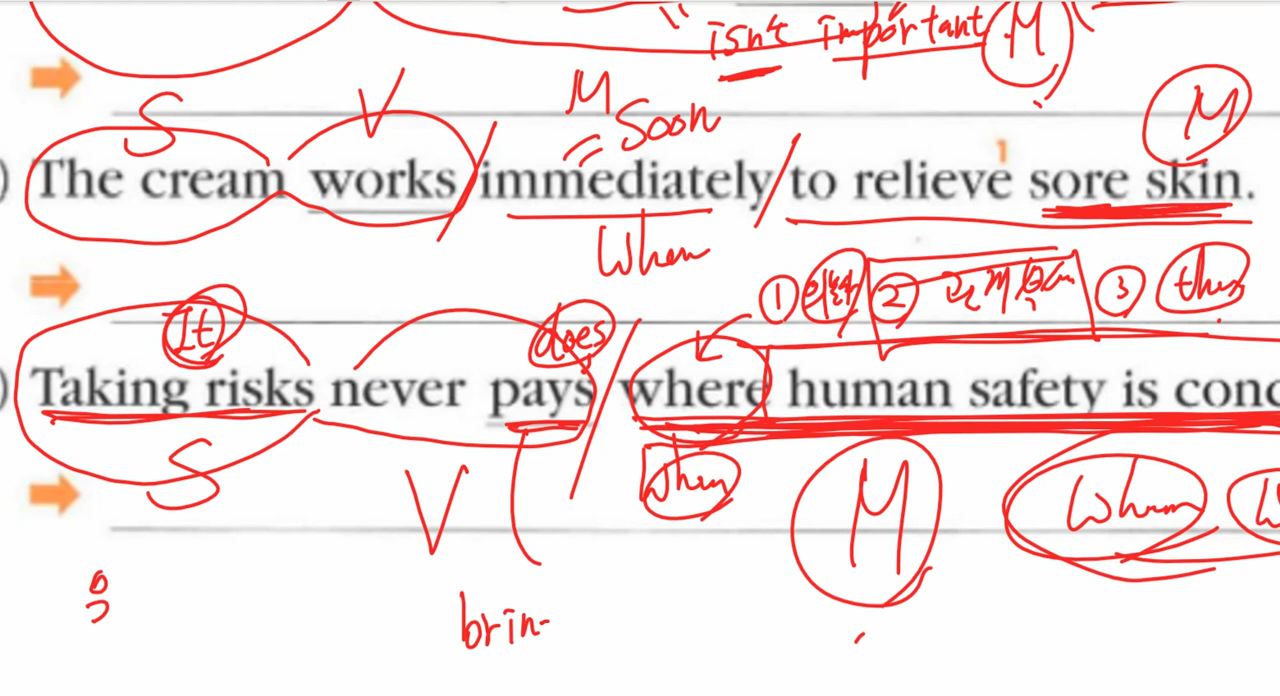 isn't important M
S V M = Soon M
) The cream works / immediately / to relieve sore skin.
1
When
It does ① ② ③
) Taking risks never pays / where human safety is conc
S V ( when M When
brin-